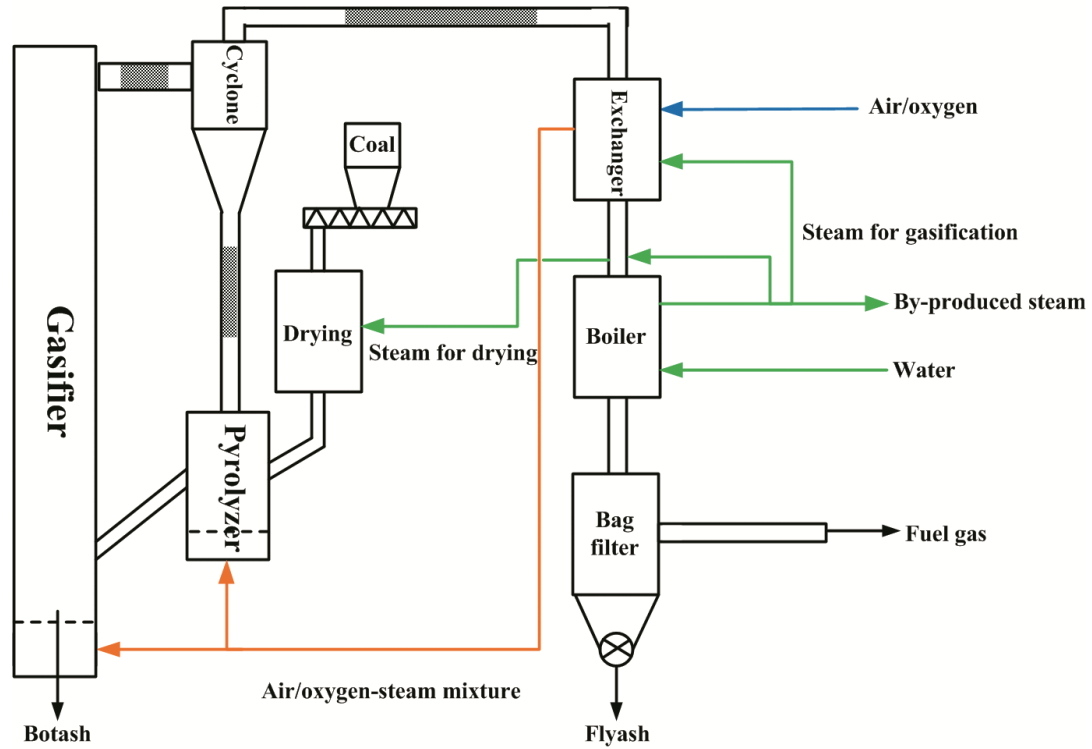 Cyclone
Exchanger
Air/oxygen
Coal
Steam for gasification
By-produced steam
Gasifier
Drying
Steam for drying
Boiler
Water
Pyrolyzer
Bag
filter
Fuel gas
Air/oxygen-steam mixture
Botash
Flyash